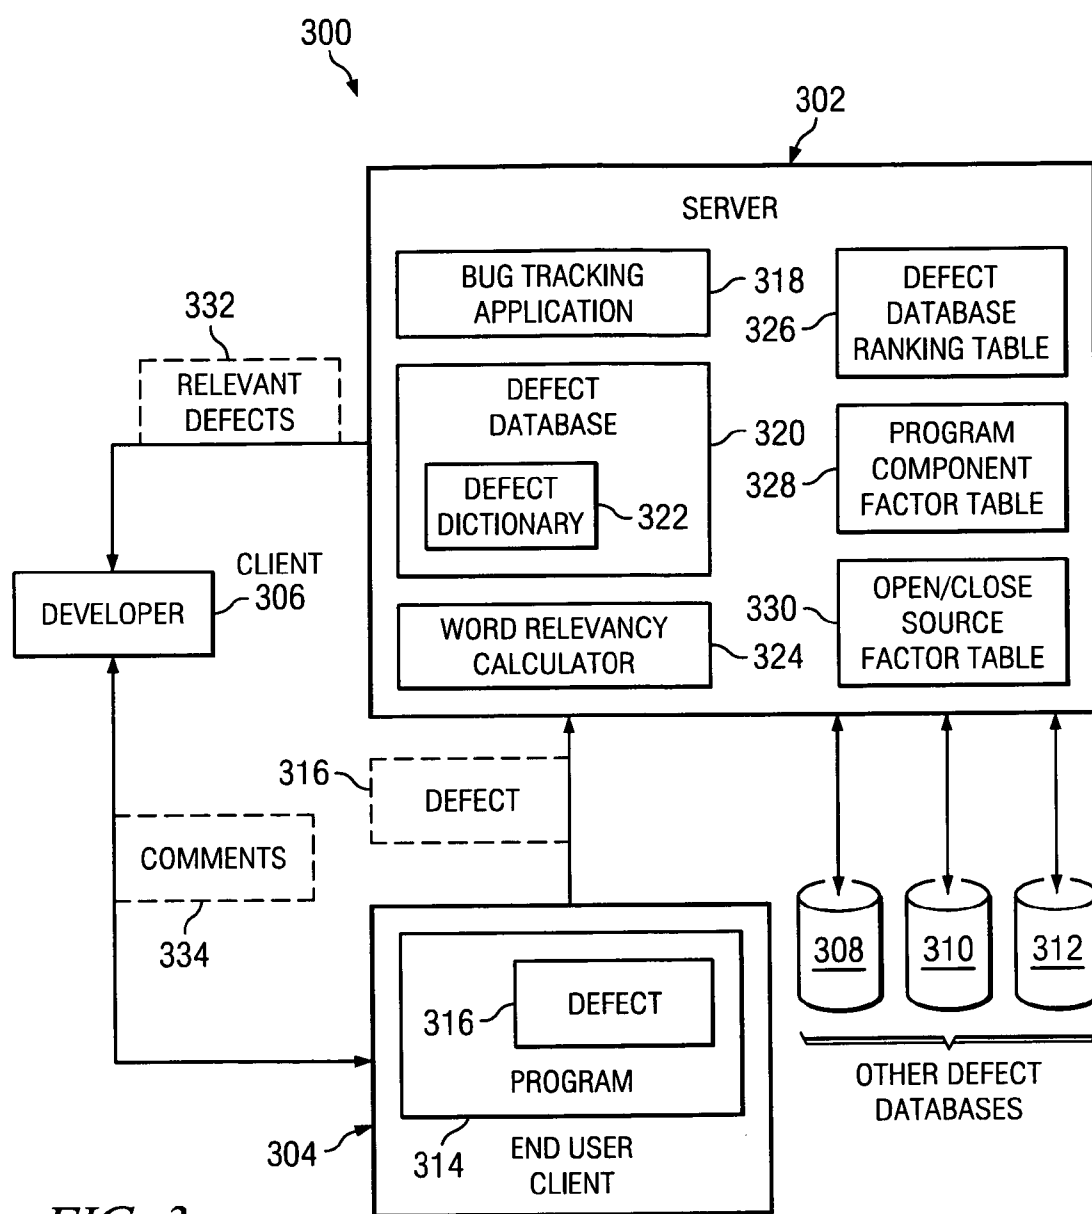 300
302
SERVER
BUG TRACKING
APPLICATION
318
DEFECT
DATABASE
RANKING TABLE
326
332
RELEVANT
DEFECTS
DEFECT
DATABASE
320
DEFECT
DICTIONARY
322
PROGRAM
COMPONENT
FACTOR TABLE
328
CLIENT
306
DEVELOPER
WORD RELEVANCY
CALCULATOR
324
330
OPEN/CLOSE
SOURCE
FACTOR TABLE
316
DEFECT
COMMENTS
334
308
310
312
OTHER DEFECT
DATABASES
316
DEFECT
PROGRAM
304
314
END USER
CLIENT
FIG. 3